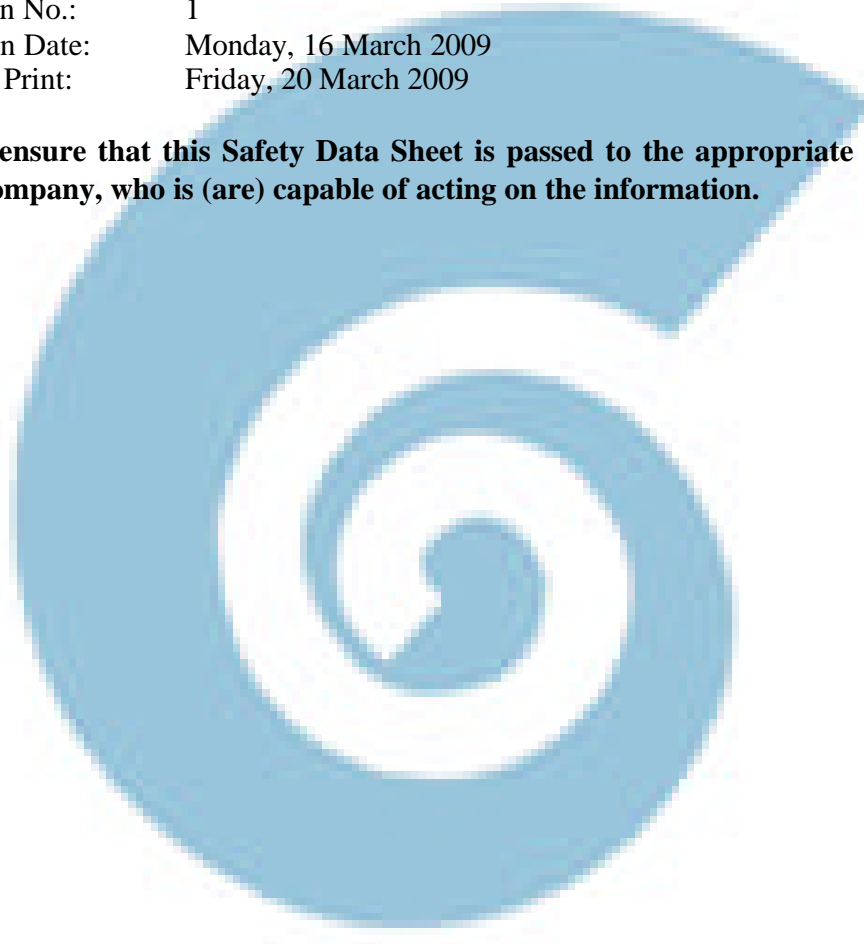 n No.: 1
n Date: Monday, 16 March 2009
Print: Friday, 20 March 2009
ensure that this Safety Data Sheet is passed to the appropriate
ompany, who is (are) capable of acting on the information.